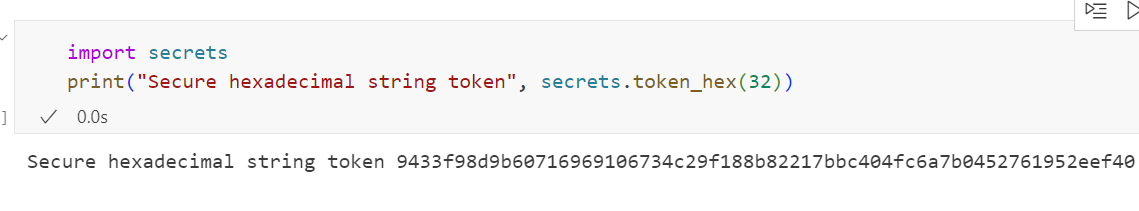 import secrets
print("Secure hexadecimal string token", secrets.token_hex(32))
] 0.0s
Secure hexadecimal string token 9433f98d9b60716969106734c29f188b82217bbc404fc6a7b0452761952eef40